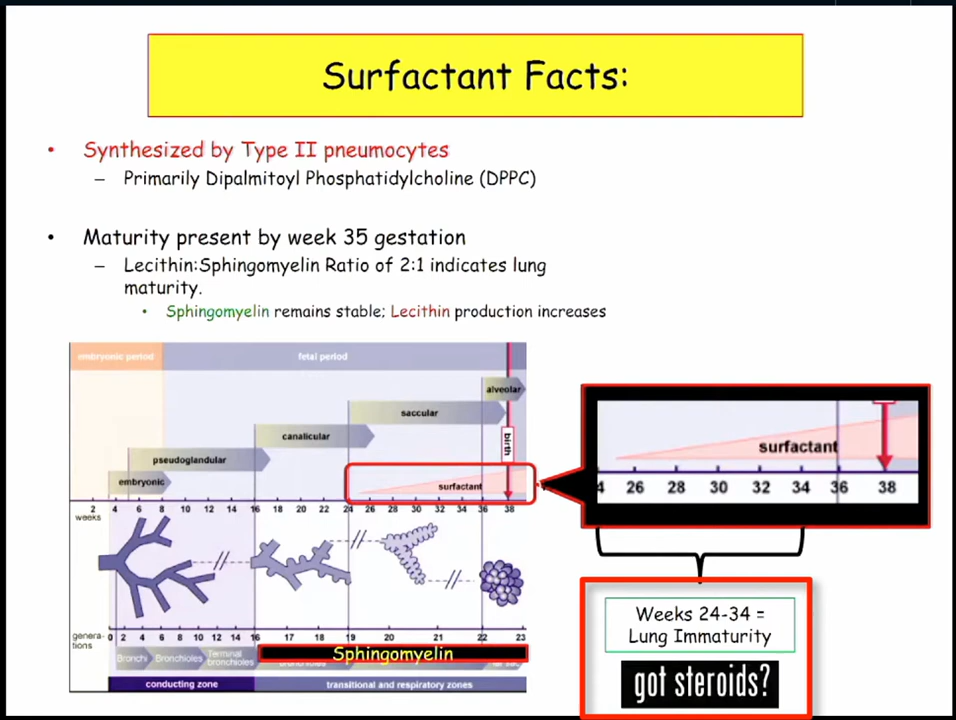 Surfactant Facts:
• Synthesized by Type II pneumocytes
– Primarily Dipalmitoyl Phosphatidylcholine (DPPC)
• Maturity present by week 35 gestation
– Lecithin:Sphingomyelin Ratio of 2:1 indicates lung
maturity.
• Sphingomyelin remains stable; Lecithin production increases
embryonic period fetal period
alveolar
saccular
canalicular
birth
pseudoglandular
embryonic
surfactant
2 4 6 8 10 12 14 16 18 20 22 24 26 28 30 32 34 36 38
weeks
surfactant
4 26 28 30 32 34 36 38
genera-
tions
0 2 4 6 8 10 12 14 16 17 18 19 20 21 22 23
Bronchi Bronchioles Terminal
bronchioles
Sphingomyelin
conducting zone transitional and respiratory zones
Weeks 24-34 =
Lung Immaturity
got steroids?